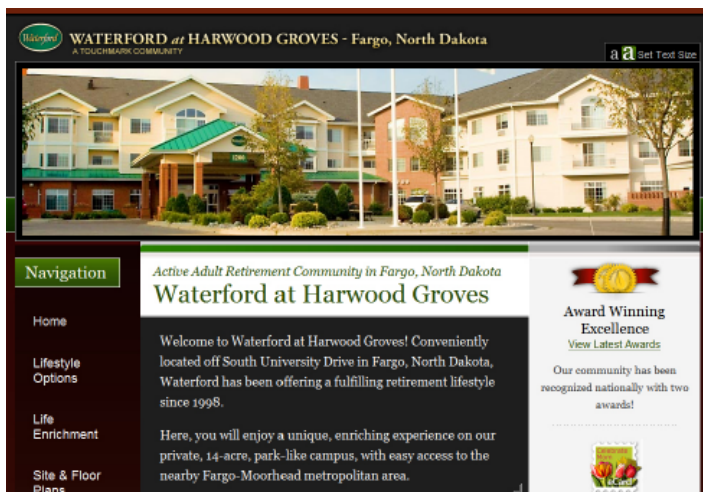 Waterford
WATERFORD at HARWOOD GROVES - Fargo, North Dakota
A TOUCHMARK COMMUNITY
a a Set Text Size
Navigation
Home
Lifestyle
Options
Life
Enrichment
Site & Floor
Plans
Active Adult Retirement Community in Fargo, North Dakota
Waterford at Harwood Groves
Welcome to Waterford at Harwood Groves! Conveniently
located off South University Drive in Fargo, North Dakota,
Waterford has been offering a fulfilling retirement lifestyle
since 1998.
Here, you will enjoy a unique, enriching experience on our
private, 14-acre, park-like campus, with easy access to the
nearby Fargo-Moorhead metropolitan area.
Award Winning
Excellence
View Latest Awards
Our community has been
recognized nationally with two
awards!
Celebrate
eCard